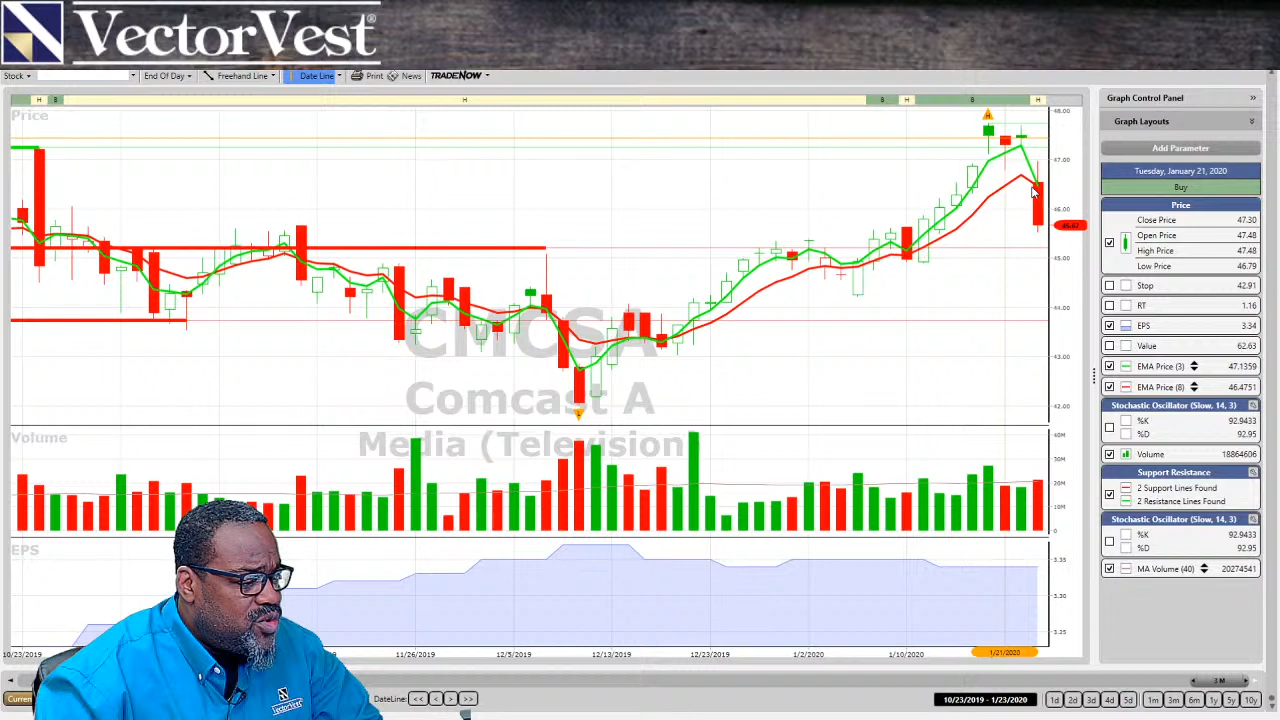 VectorVest®
Stock End Of Day Freehand Line Date Line Print News TRADENOW
H B H B H B H
Price
48.00
47.00
46.00
45.67
45.00
44.00
43.00
42.00
H
CMCSA
Comcast A
Media (Television
Volume
40M
30M
20M
10M
0
EPS
3.35
3.30
3.25
10/23/2019 11/26/2019 12/5/2019 12/13/2019 12/23/2019 1/2/2020 1/10/2020 1/21/2020
3 M
Current DateLine: << < > >> 10/23/2019 - 1/23/2020 1d 2d 3d 4d 5d 1m 3m 6m 1y 5y 10y
VectorVest
Graph Control Panel
Graph Layouts
Add Parameter
Tuesday, January 21, 2020
Buy
Price
Close Price 47.30
Open Price 47.48
High Price 47.48
Low Price 46.79
Stop 42.91
RT 1.16
EPS 3.34
Value 62.63
EMA Price (3) 47.1359
EMA Price (8) 46.4751
Stochastic Oscillator (Slow, 14, 3)
%K 92.9433
%D 92.95
Volume 18864606
Support Resistance
2 Support Lines Found
2 Resistance Lines Found
Stochastic Oscillator (Slow, 14, 3)
%K 92.9433
%D 92.95
MA Volume (40) 20274541